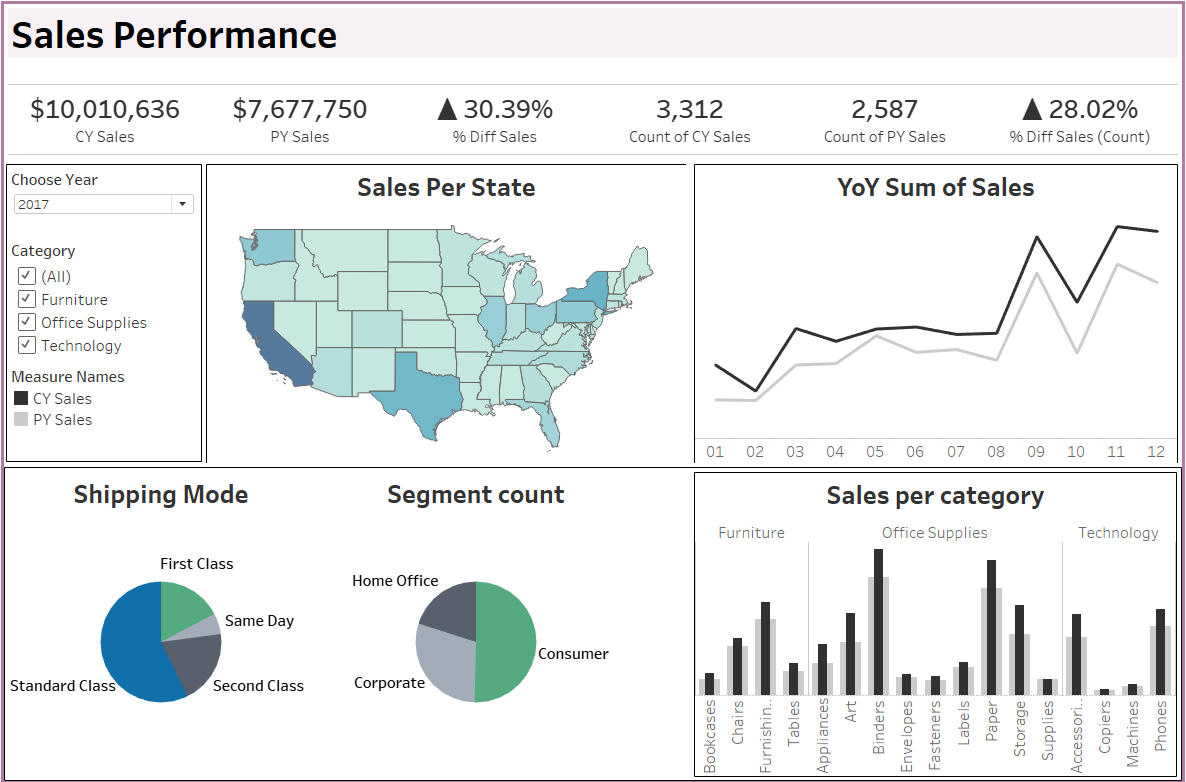 Sales Performance
$10,010,636 $7,677,750 ▲ 30.39% 3,312 2,587 ▲ 28.02%
CY Sales PY Sales % Diff Sales Count of CY Sales Count of PY Sales % Diff Sales (Count)
Choose Year
2017
Category
(All)
Furniture
Office Supplies
Technology
Measure Names
CY Sales
PY Sales
Sales Per State
YoY Sum of Sales
01 02 03 04 05 06 07 08 09 10 11 12
Shipping Mode
First Class
Same Day
Second Class
Standard Class
Segment count
Home Office
Consumer
Corporate
Sales per category
Furniture Office Supplies Technology
Bookcases
Chairs
Furnishin..
Tables
Appliances
Art
Binders
Envelopes
Fasteners
Labels
Paper
Storage
Supplies
Accessori..
Copiers
Machines
Phones